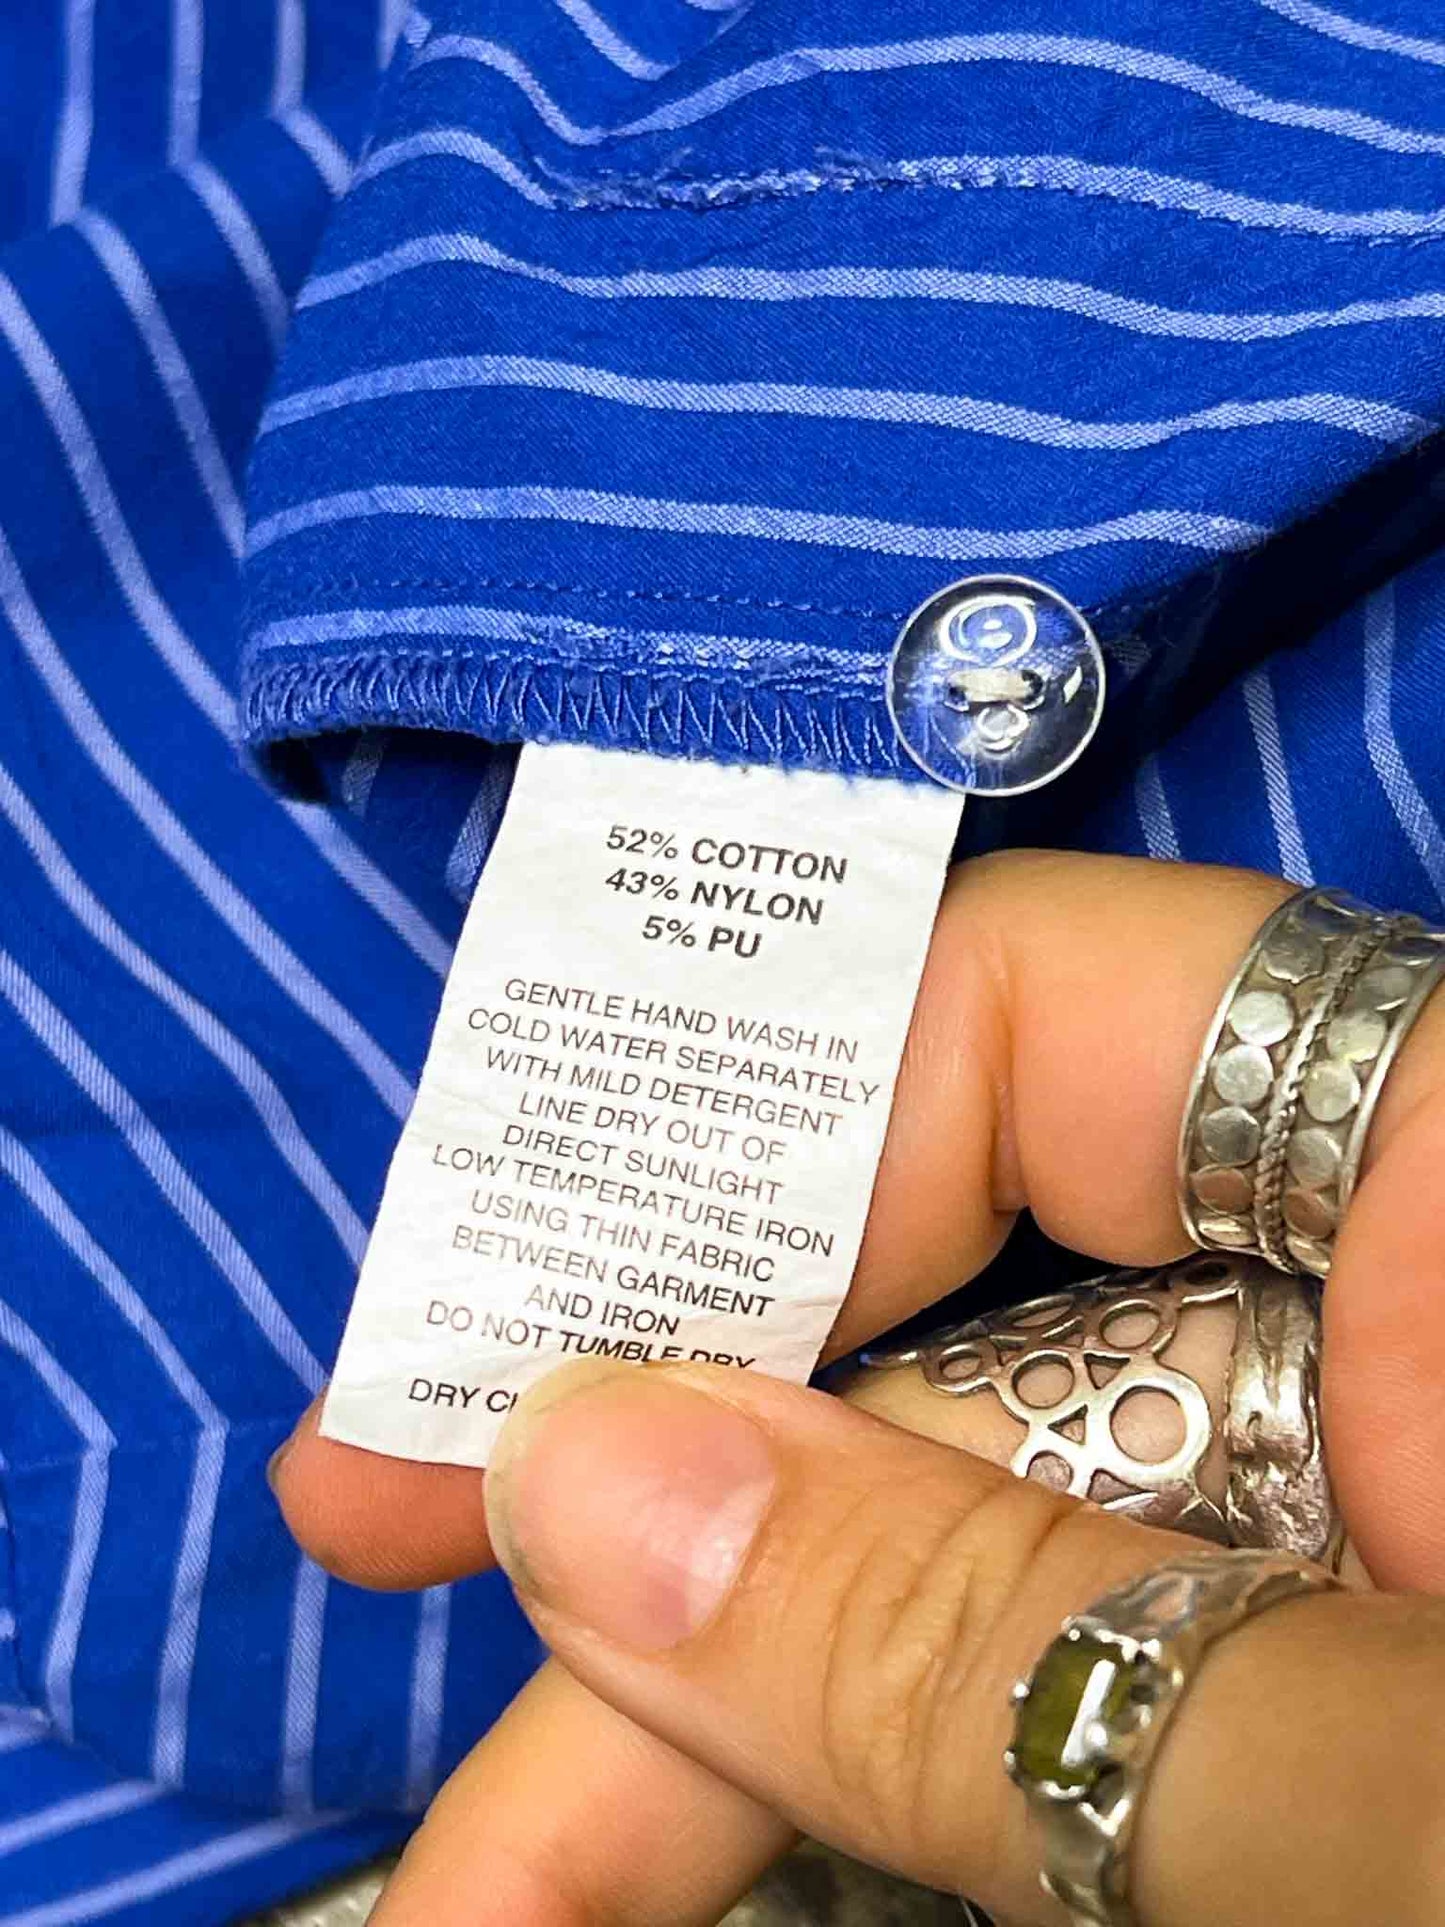 52% COTTON
43% NYLON
5% PU
GENTLE HAND WASH IN
COLD WATER SEPARATELY
WITH MILD DETERGENT
LINE DRY OUT OF
DIRECT SUNLIGHT
LOW TEMPERATURE IRON
USING THIN FABRIC
BETWEEN GARMENT
AND IRON
DO NOT TUMBLE DRY
DRY